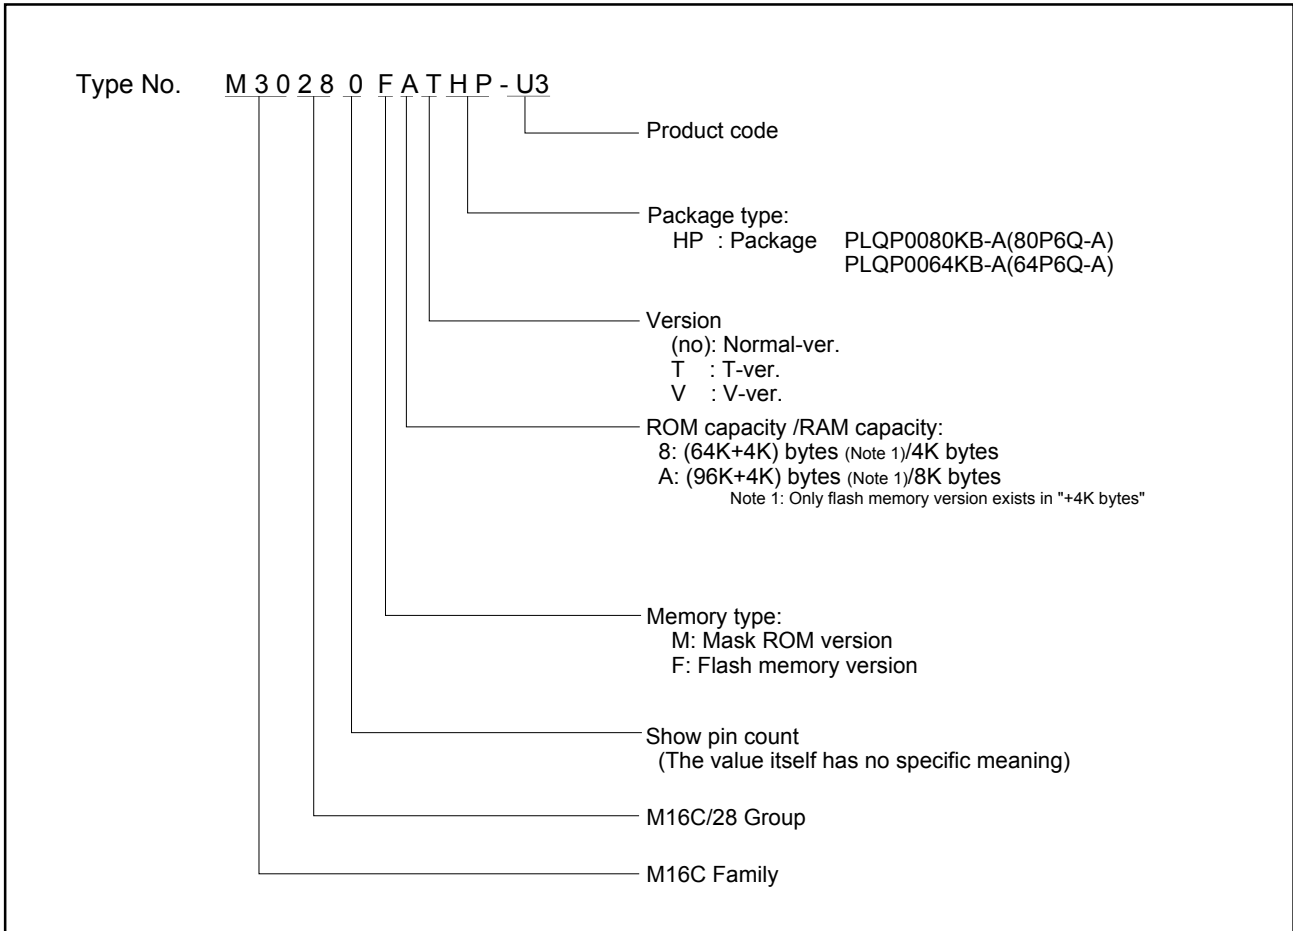 Type No. M 3 0 2 8 0 F A T H P - U3
Product code
Package type:
HP : Package PLQP0080KB-A(80P6Q-A)
PLQP0064KB-A(64P6Q-A)
Version
(no): Normal-ver.
T : T-ver.
V : V-ver.
ROM capacity /RAM capacity:
8: (64K+4K) bytes (Note 1)/4K bytes
A: (96K+4K) bytes (Note 1)/8K bytes
Note 1: Only flash memory version exists in "+4K bytes"
Memory type:
M: Mask ROM version
F: Flash memory version
Show pin count
(The value itself has no specific meaning)
M16C/28 Group
M16C Family